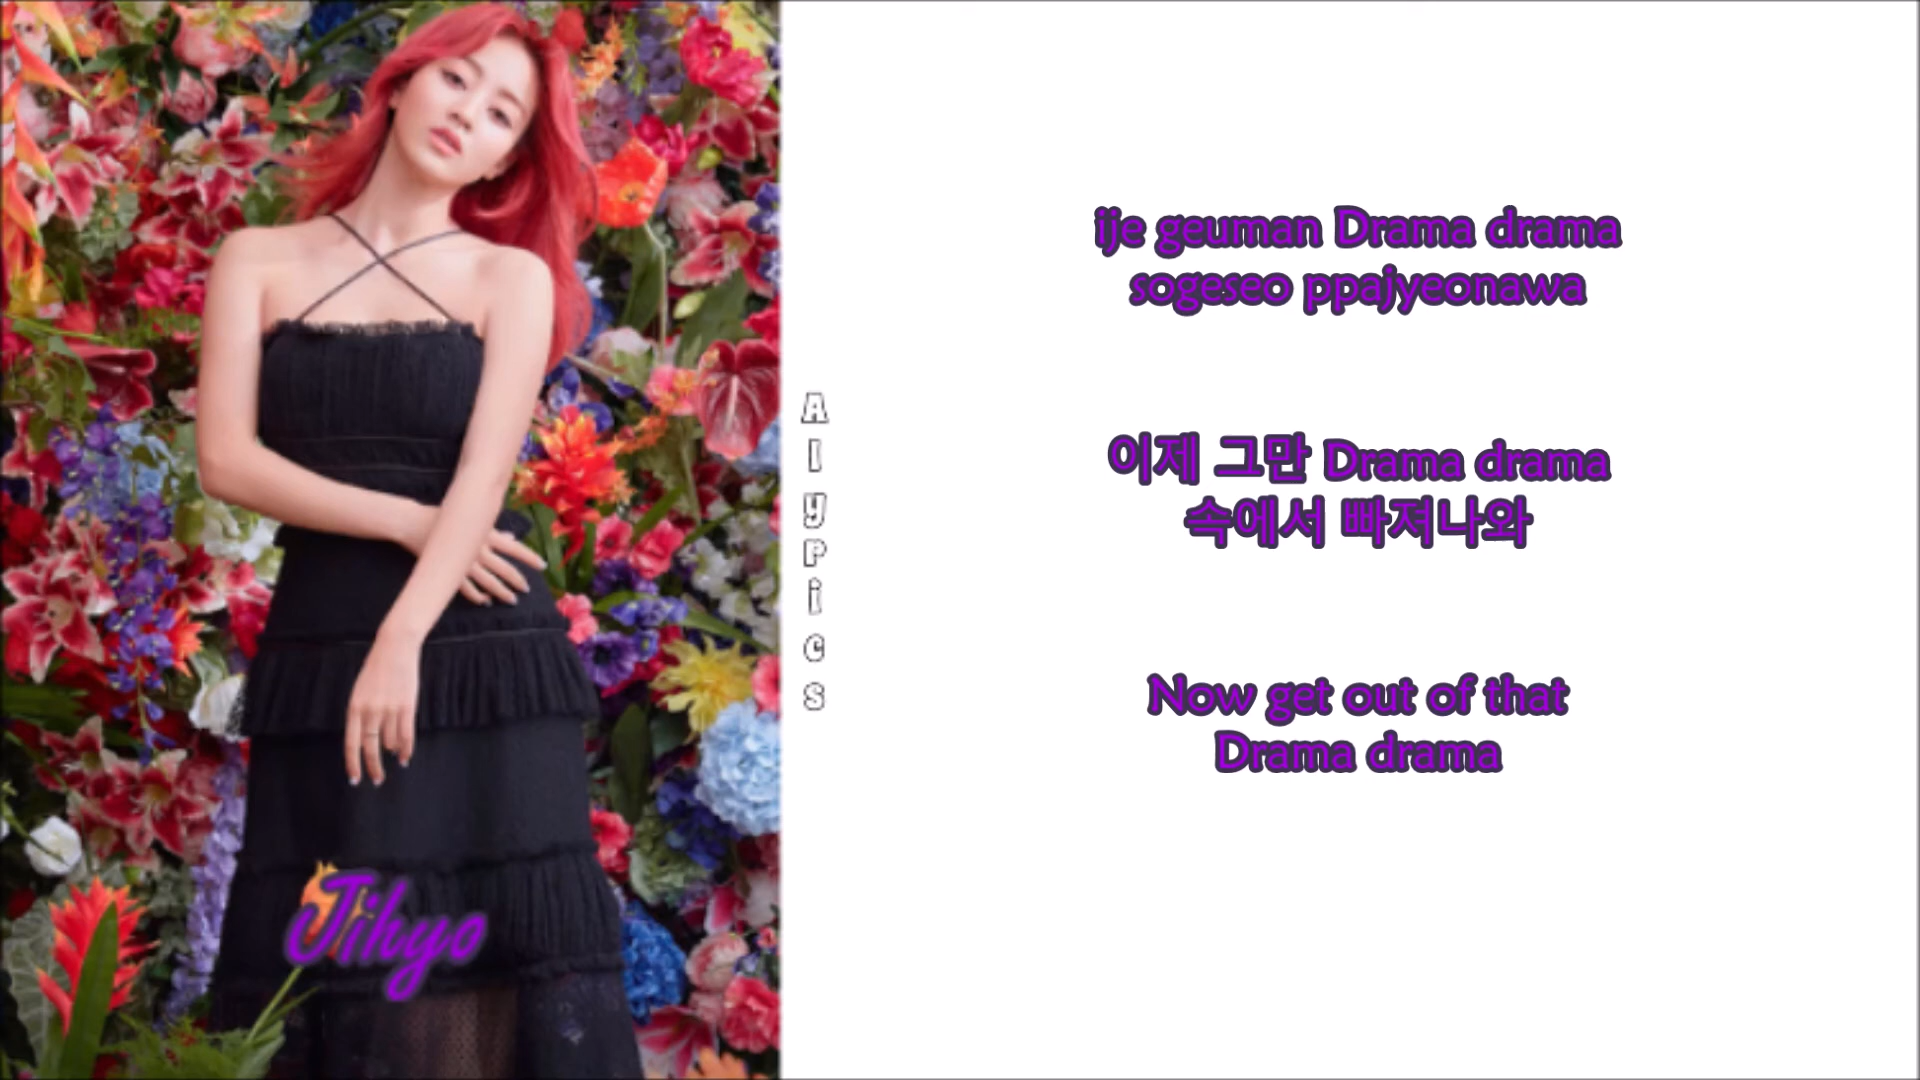 Jihyo
AlyPics
ije geuman Drama drama
sogeseo ppajyeonawa
이제 그만 Drama drama
속에서 빠져나와
Now get out of that
Drama drama